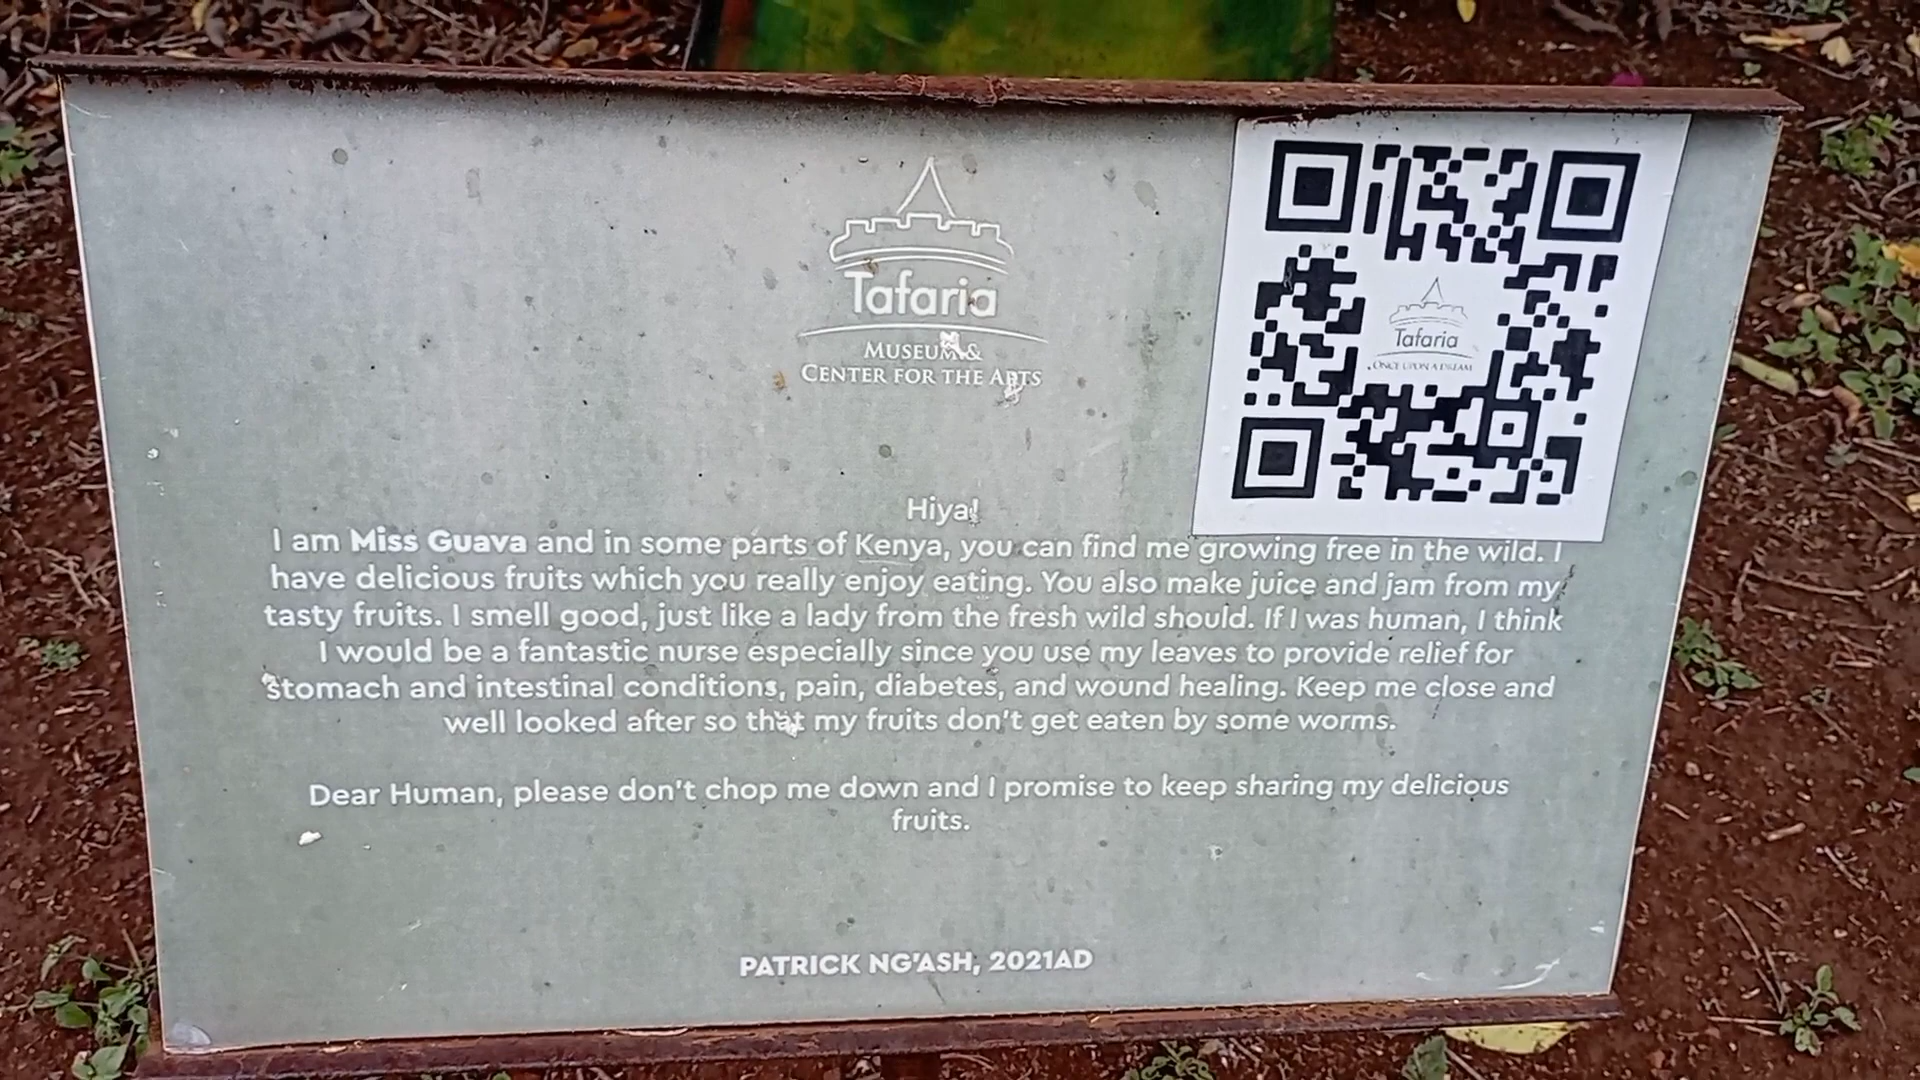 Tafaria
MUSEUM &
CENTER FOR THE ARTS
Tafaria
ONCE UPON A DREAM
Hiya!
I am Miss Guava and in some parts of Kenya, you can find me growing free in the wild. I
have delicious fruits which you really enjoy eating. You also make juice and jam from my
tasty fruits. I smell good, just like a lady from the fresh wild should. If I was human, I think
I would be a fantastic nurse especially since you use my leaves to provide relief for
stomach and intestinal conditions, pain, diabetes, and wound healing. Keep me close and
well looked after so that my fruits don't get eaten by some worms.
Dear Human, please don't chop me down and I promise to keep sharing my delicious
fruits.
PATRICK NG'ASH, 2021AD